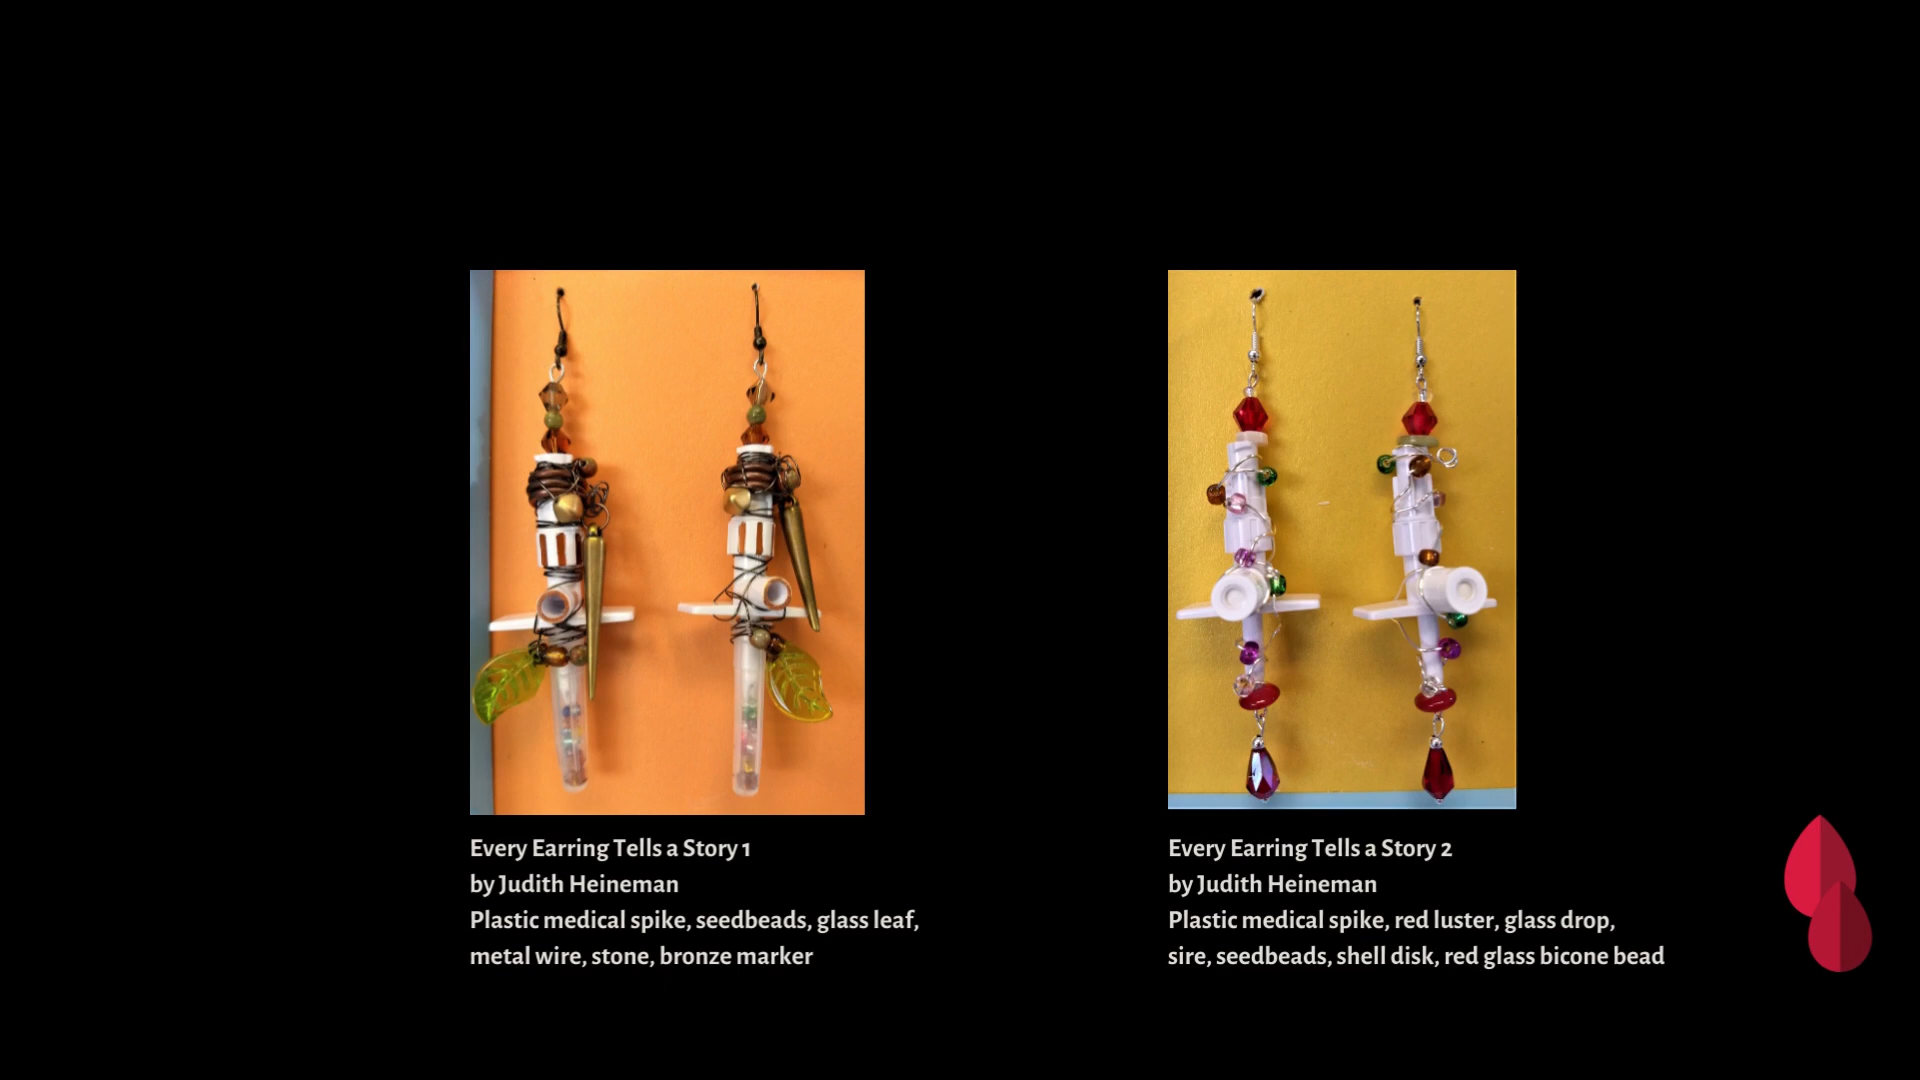 Every Earring Tells a Story 1
by Judith Heineman
Plastic medical spike, seedbeads, glass leaf,
metal wire, stone, bronze marker
Every Earring Tells a Story 2
by Judith Heineman
Plastic medical spike, red luster, glass drop,
sire, seedbeads, shell disk, red glass bicone bead